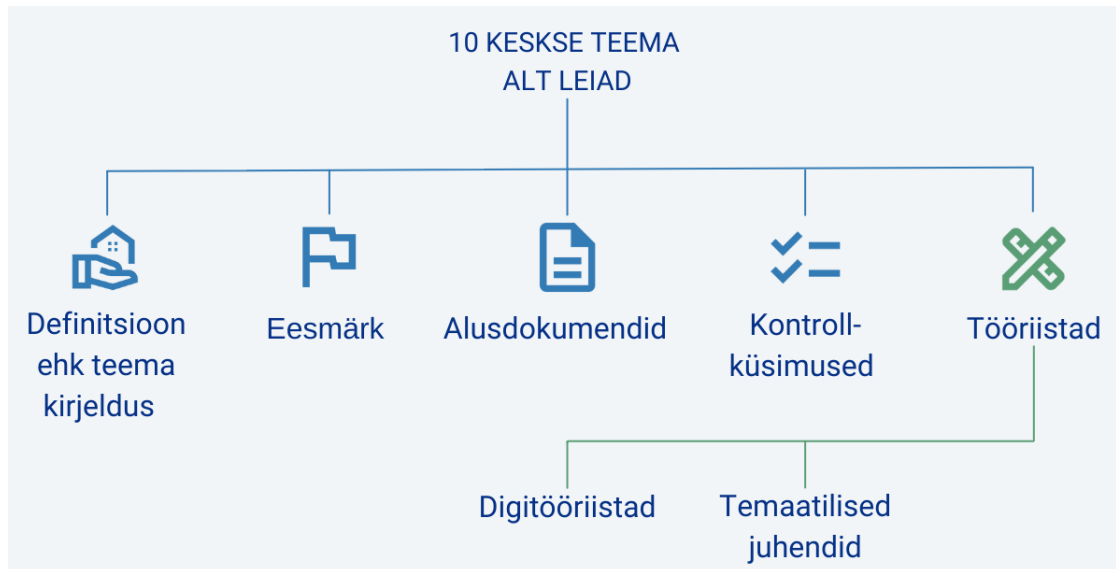 10 KESKSE TEEMA
ALT LEIAD
Definitsioon
ehk teema
kirjeldus
Eesmärk
Alusdokumendid
Kontroll-
küsimused
Tööriistad
Digitööriistad
Temaatilised
juhendid